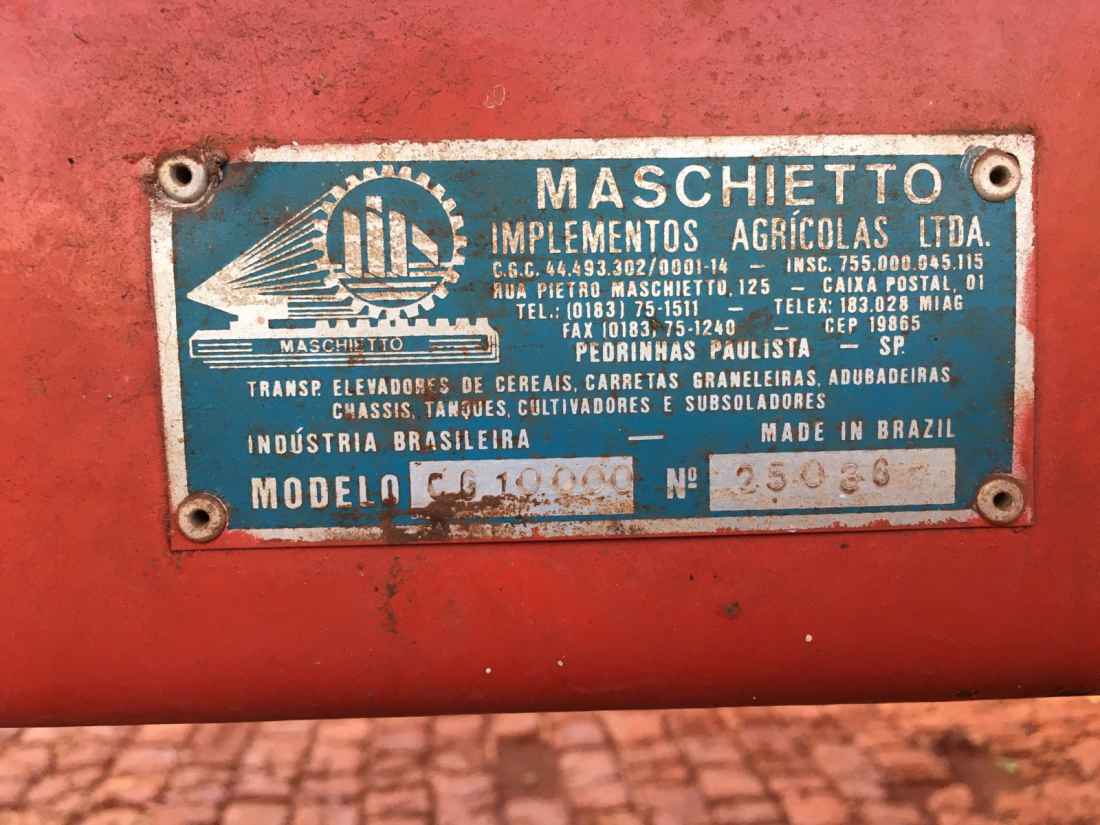 MASCHIETTO
IMPLEMENTOS AGRÍCOLAS LTDA.
C.G.C. 44.493.302/0001-14 — INSC. 755.000.045.115
RUA PIETRO MASCHIETTO, 125 — CAIXA POSTAL, 01
TEL.: (0183) 75-1511 — TELEX: 183.028 MIAG
FAX (0183) 75-1240 — CEP 19865
PEDRINHAS PAULISTA — SP.
MASCHIETTO
TRANSP. ELEVADORES DE CEREAIS, CARRETAS GRANELEIRAS, ADUBADEIRAS
CHASSIS, TANQUES, CULTIVADORES E SUBSOLADORES
INDÚSTRIA BRASILEIRA — MADE IN BRAZIL
MODELO CG 10000 Nº 25036